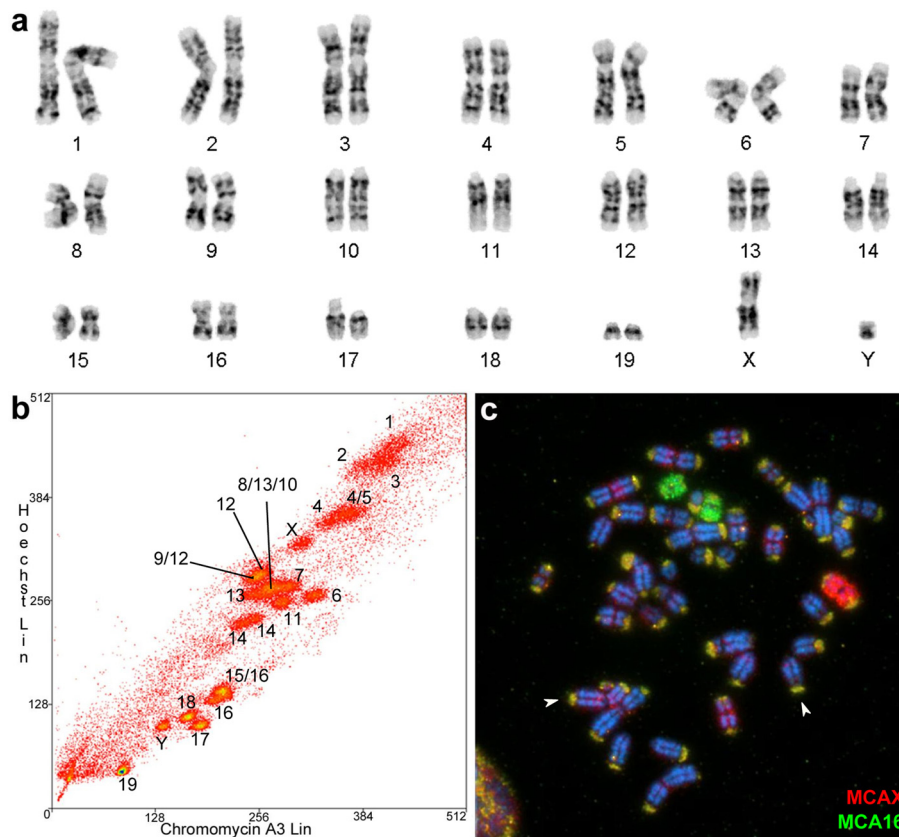 a
1 2 3 4 5 6 7
8 9 10 11 12 13 14
15 16 17 18 19 X Y
b
512
384
256
128
0
Hoechst Lin
1
2
3
8/13/10
4/5
12
4
X
9/12
7
13
6
11
14 14
15/16
18
16
Y
17
19
128 256 384 512
Chromomycin A3 Lin
c
MCAX
MCA16